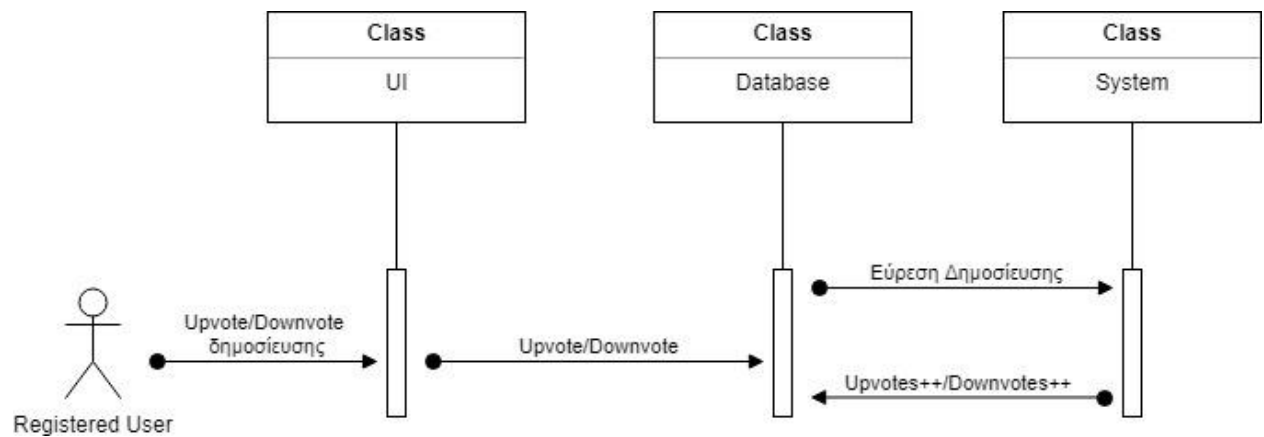 Class
UI
Class
Database
Class
System
Εύρεση Δημοσίευσης
Upvote/Downvote
δημοσίευσης
Upvote/Downvote
Upvotes++/Downvotes++
Registered User